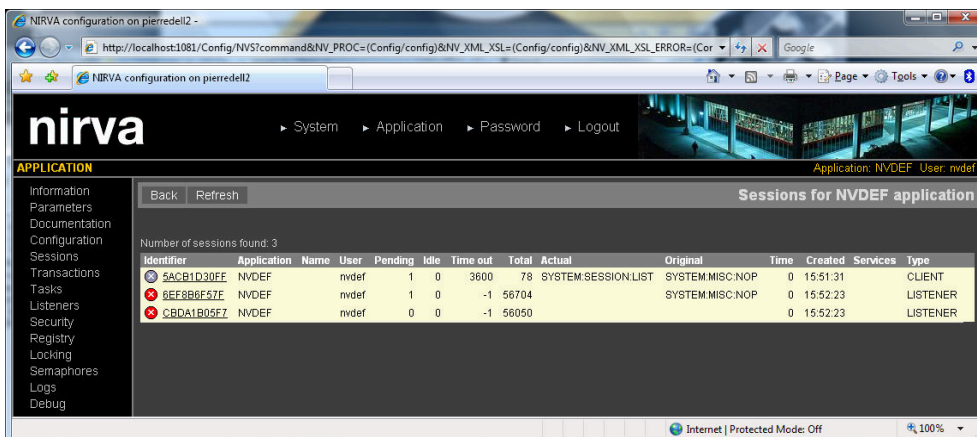 NIRVA configuration on pierredell2 -
http://localhost:1081/Config/NVS?command&NV_PROC=(Config/config)&NV_XML_XSL=(Config/config)&NV_XML_XSL_ERROR=(Cor
Google
NIRVA configuration on pierredell2
Page Tools
nirva
System Application Password Logout
APPLICATION
Application: NVDEF User: nvdef
Information
Parameters
Documentation
Configuration
Sessions
Transactions
Tasks
Listeners
Security
Registry
Locking
Semaphores
Logs
Debug
Back Refresh
Sessions for NVDEF application
Number of sessions found: 3
Identifier Application Name User Pending Idle Time out Total Actual Original Time Created Services Type
5ACB1D30FF NVDEF nvdef 1 0 3600 78 SYSTEM:SESSION:LIST SYSTEM:MISC:NOP 0 15:51:31 CLIENT
6EF8B6F57F NVDEF nvdef 1 0 -1 56704 SYSTEM:MISC:NOP 0 15:52:23 LISTENER
CBDA1B05F7 NVDEF nvdef 0 0 -1 56050 0 15:52:23 LISTENER
Internet | Protected Mode: Off
100%